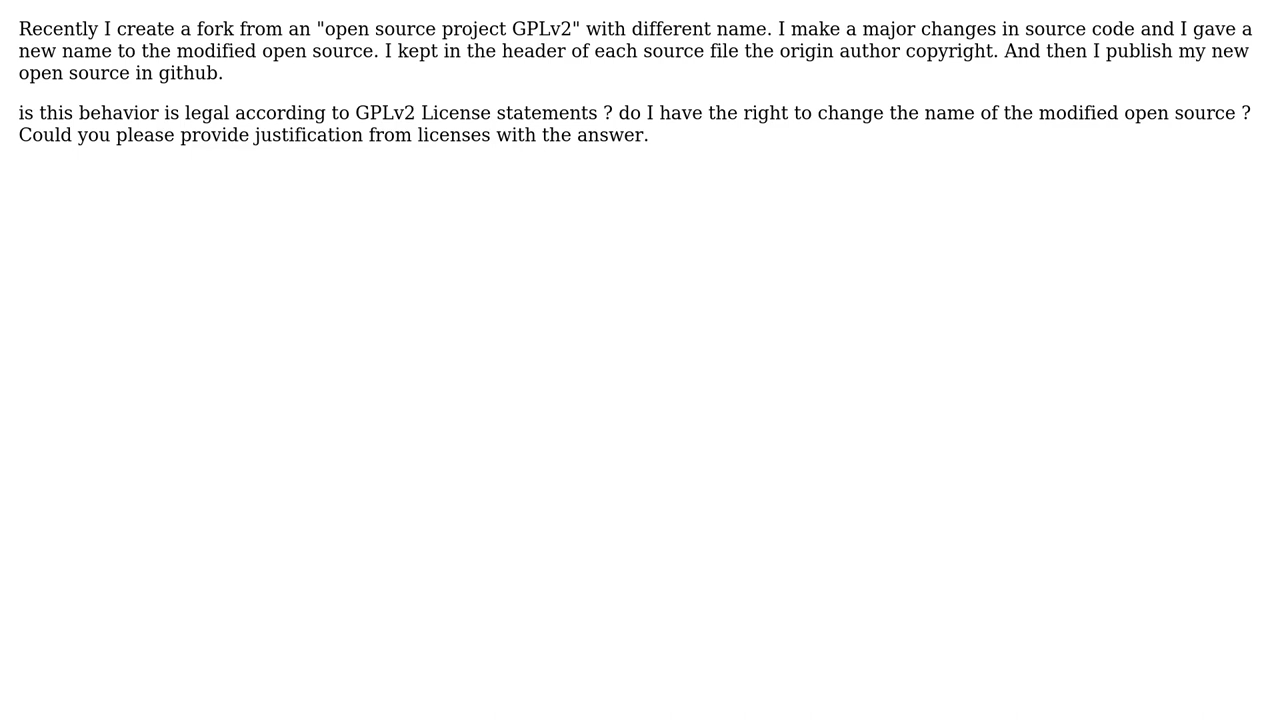 Recently I create a fork from an "open source project GPLv2" with different name. I make a major changes in source code and I gave a
new name to the modified open source. I kept in the header of each source file the origin author copyright. And then I publish my new
open source in github.
is this behavior is legal according to GPLv2 License statements ? do I have the right to change the name of the modified open source ?
Could you please provide justification from licenses with the answer.